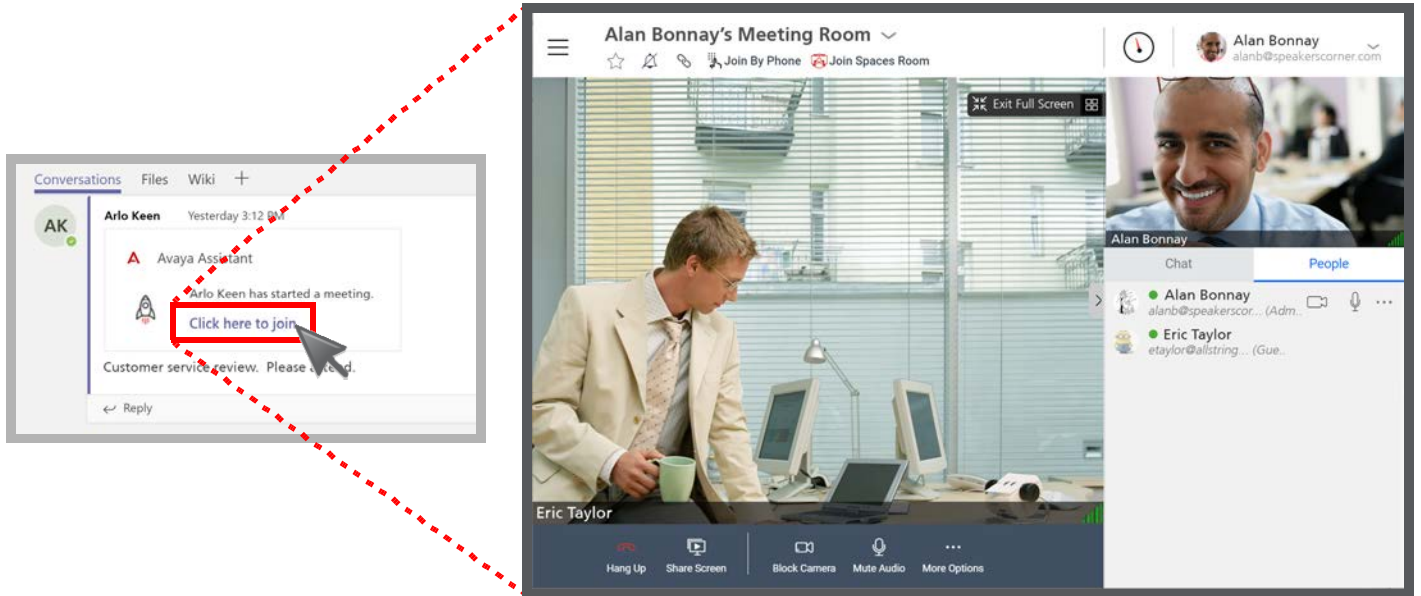 Conversations Files Wiki +
AK
Arlo Keen Yesterday 3:12 PM
Avaya Assistant
Arlo Keen has started a meeting.
Click here to join
Customer service review. Please
Reply
Alan Bonnay's Meeting Room
Join By Phone Join Spaces Room
Alan Bonnay
alanb@speakerscorner.com
Exit Full Screen
Alan Bonnay
Chat People
Alan Bonnay
alanb@speakerscor... (Adm..
Eric Taylor
etaylor@allstring... (Gue..
Eric Taylor
Hang Up Share Screen Block Camera Mute Audio More Options